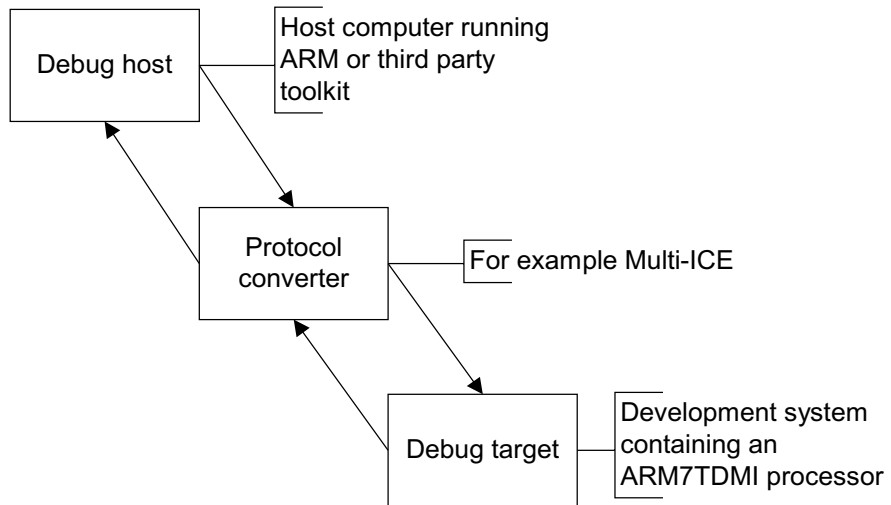 Debug host
Host computer running
ARM or third party
toolkit
Protocol
converter
For example Multi-ICE
Debug target
Development system
containing an
ARM7TDMI processor